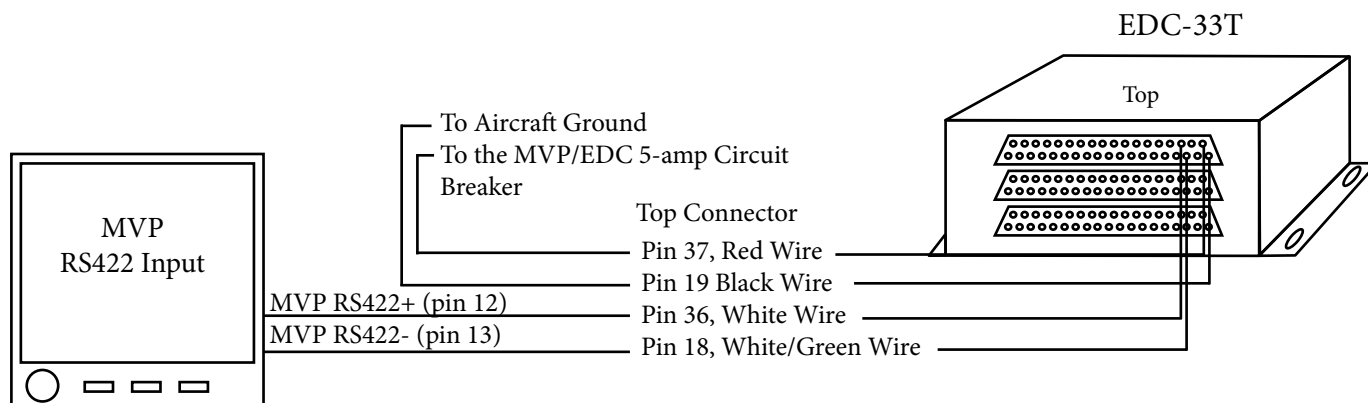 EDC-33T
Top
To Aircraft Ground
To the MVP/EDC 5-amp Circuit
Breaker
MVP
RS422 Input
Top Connector
Pin 37, Red Wire
Pin 19 Black Wire
MVP RS422+ (pin 12)
Pin 36, White Wire
MVP RS422- (pin 13)
Pin 18, White/Green Wire